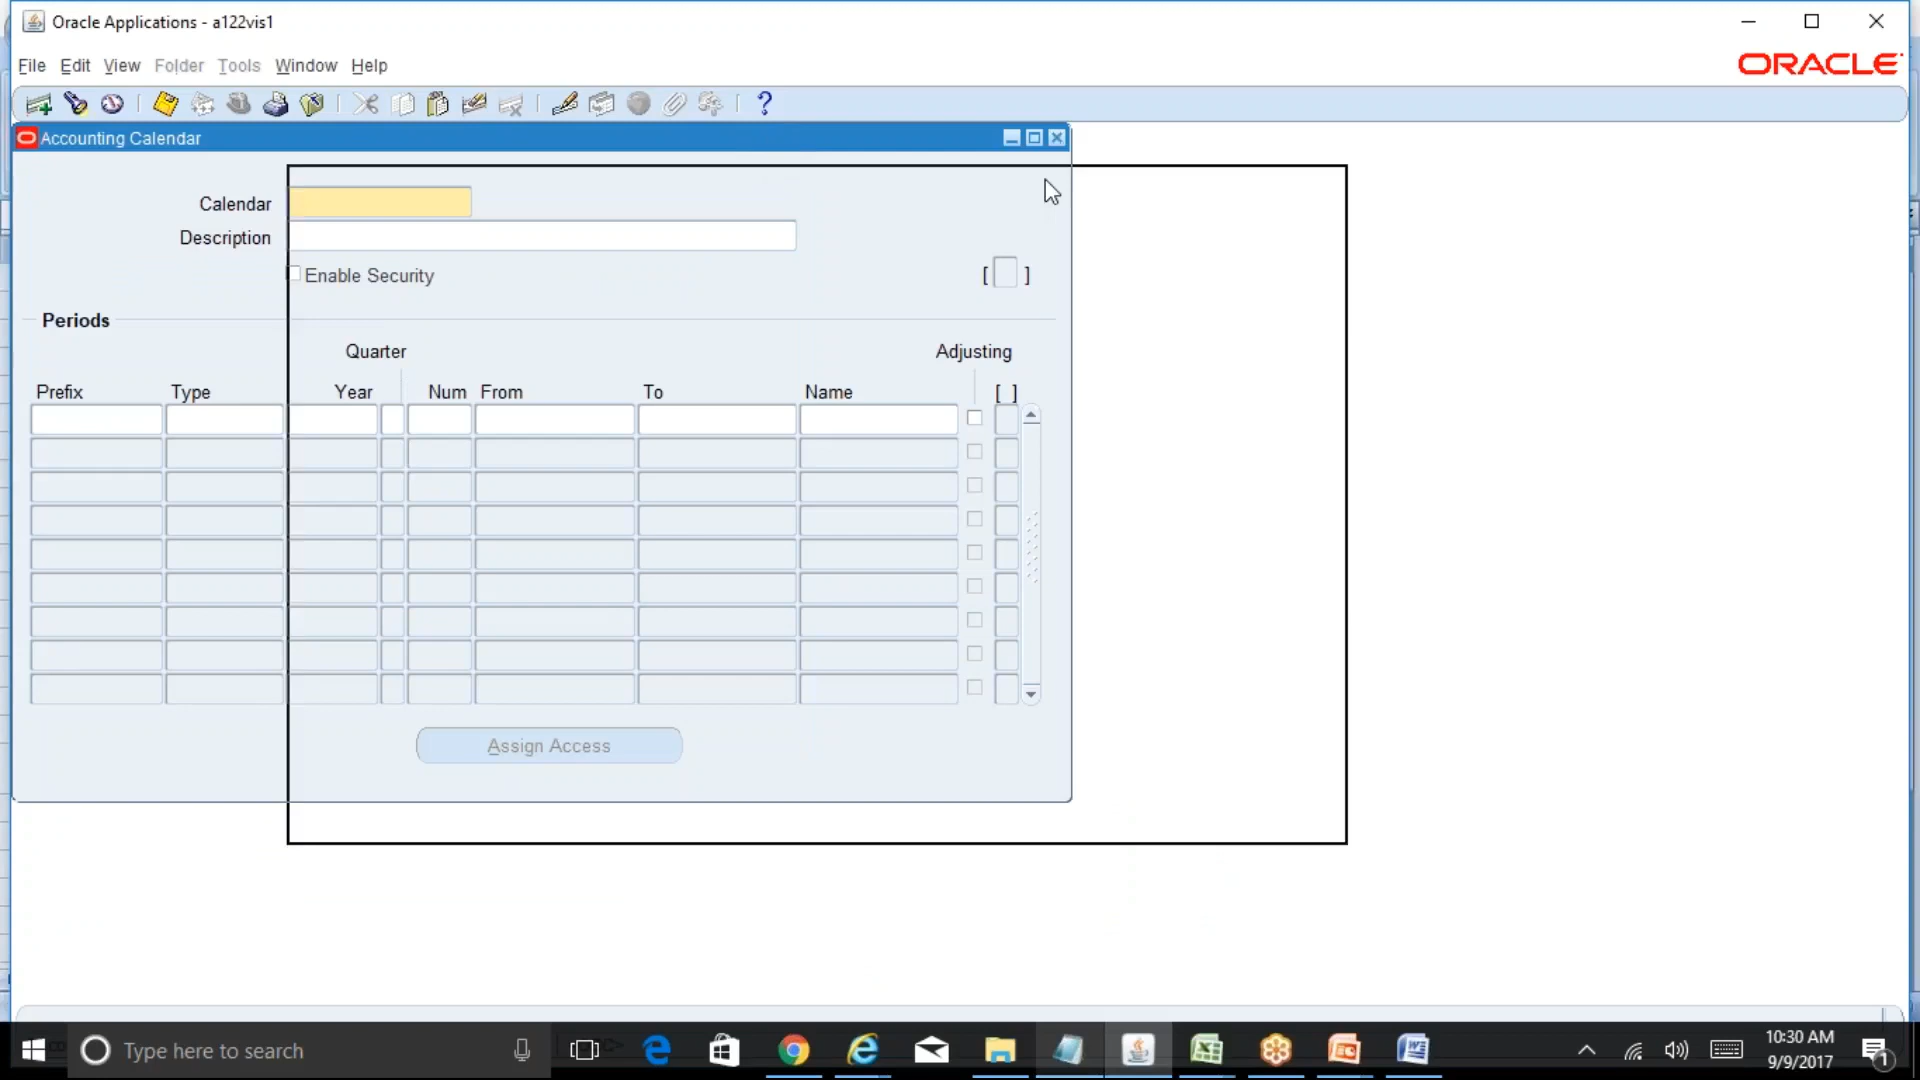 Oracle Applications - a122vis1
File Edit View Folder Tools Window Help
ORACLE
Accounting Calendar
Calendar
Description
Enable Security
[ ]
Periods
Quarter Adjusting
Prefix Type Year Num From To Name [ ]
Assign Access
Type here to search
10:30 AM
9/9/2017
1